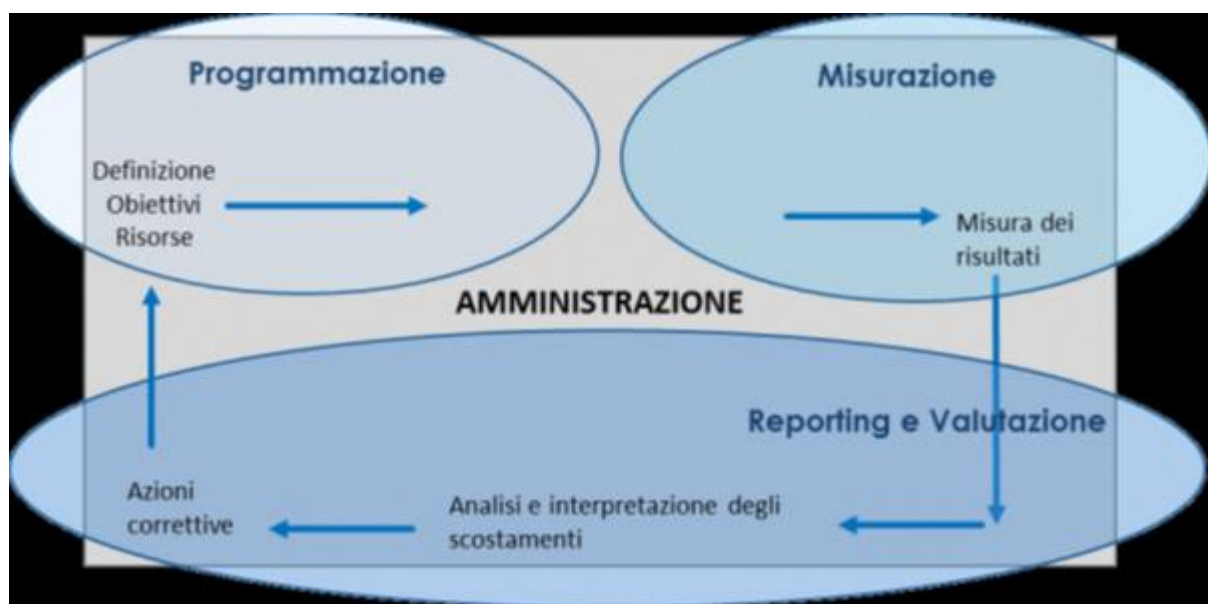 Programmazione
Misurazione
Definizione
Obiettivi
Risorse
Misura dei
risultati
AMMINISTRAZIONE
Reporting e Valutazione
Azioni
correttive
Analisi e interpretazione degli
scostamenti